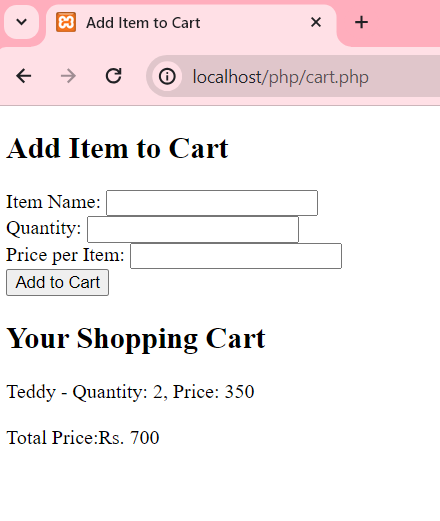 Add Item to Cart
localhost/php/cart.php
Add Item to Cart
Item Name:
Quantity:
Price per Item:
Add to Cart
Your Shopping Cart
Teddy - Quantity: 2, Price: 350
Total Price:Rs. 700